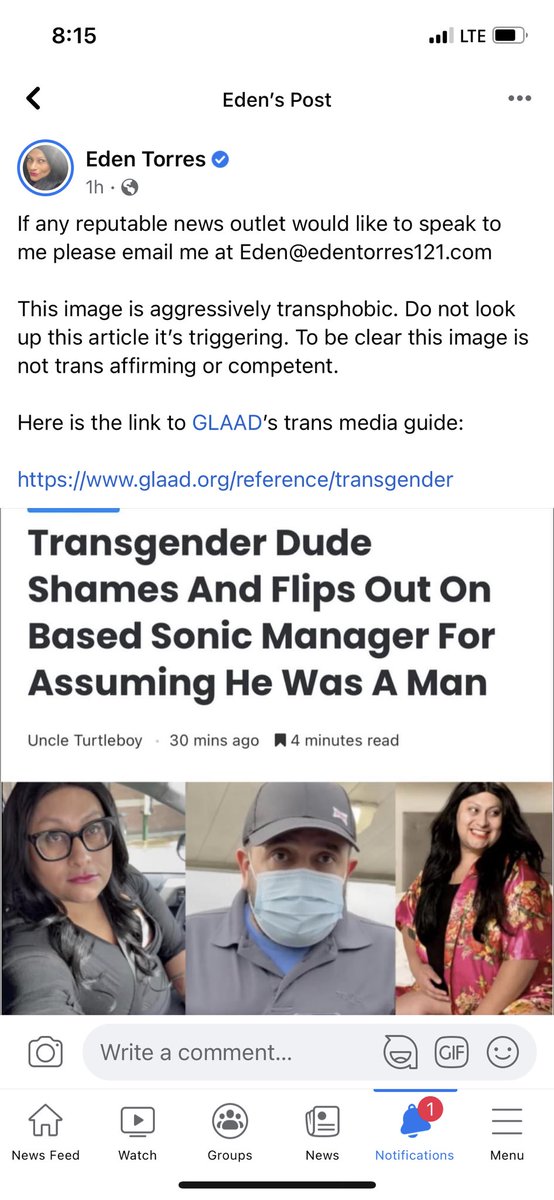 8:15
LTE
Eden's Post
Eden Torres
1h ·
If any reputable news outlet would like to speak to
me please email me at Eden@edentorres121.com
This image is aggressively transphobic. Do not look
up this article it's triggering. To be clear this image is
not trans affirming or competent.
Here is the link to GLAAD's trans media guide:
https://www.glaad.org/reference/transgender
Transgender Dude
Shames And Flips Out On
Based Sonic Manager For
Assuming He Was A Man
Uncle Turtleboy · 30 mins ago 4 minutes read
Write a comment...
GIF
1
News Feed Watch Groups News Notifications Menu